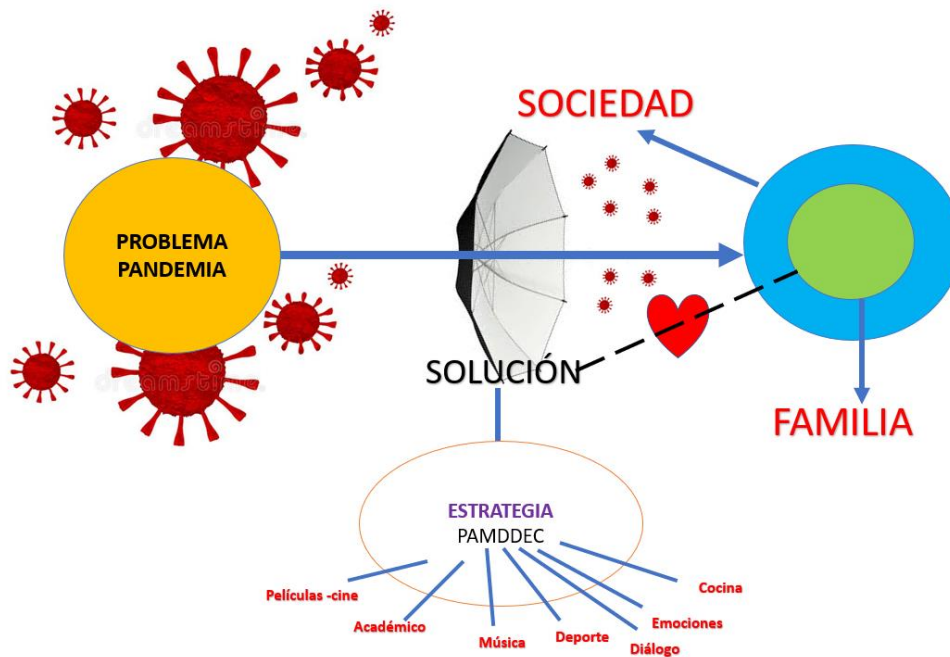 SOCIEDAD
PROBLEMA
PANDEMIA
SOLUCIÓN
FAMILIA
ESTRATEGIA
PAMDDEC
Películas -cine
Académico
Música
Deporte
Diálogo
Emociones
Cocina